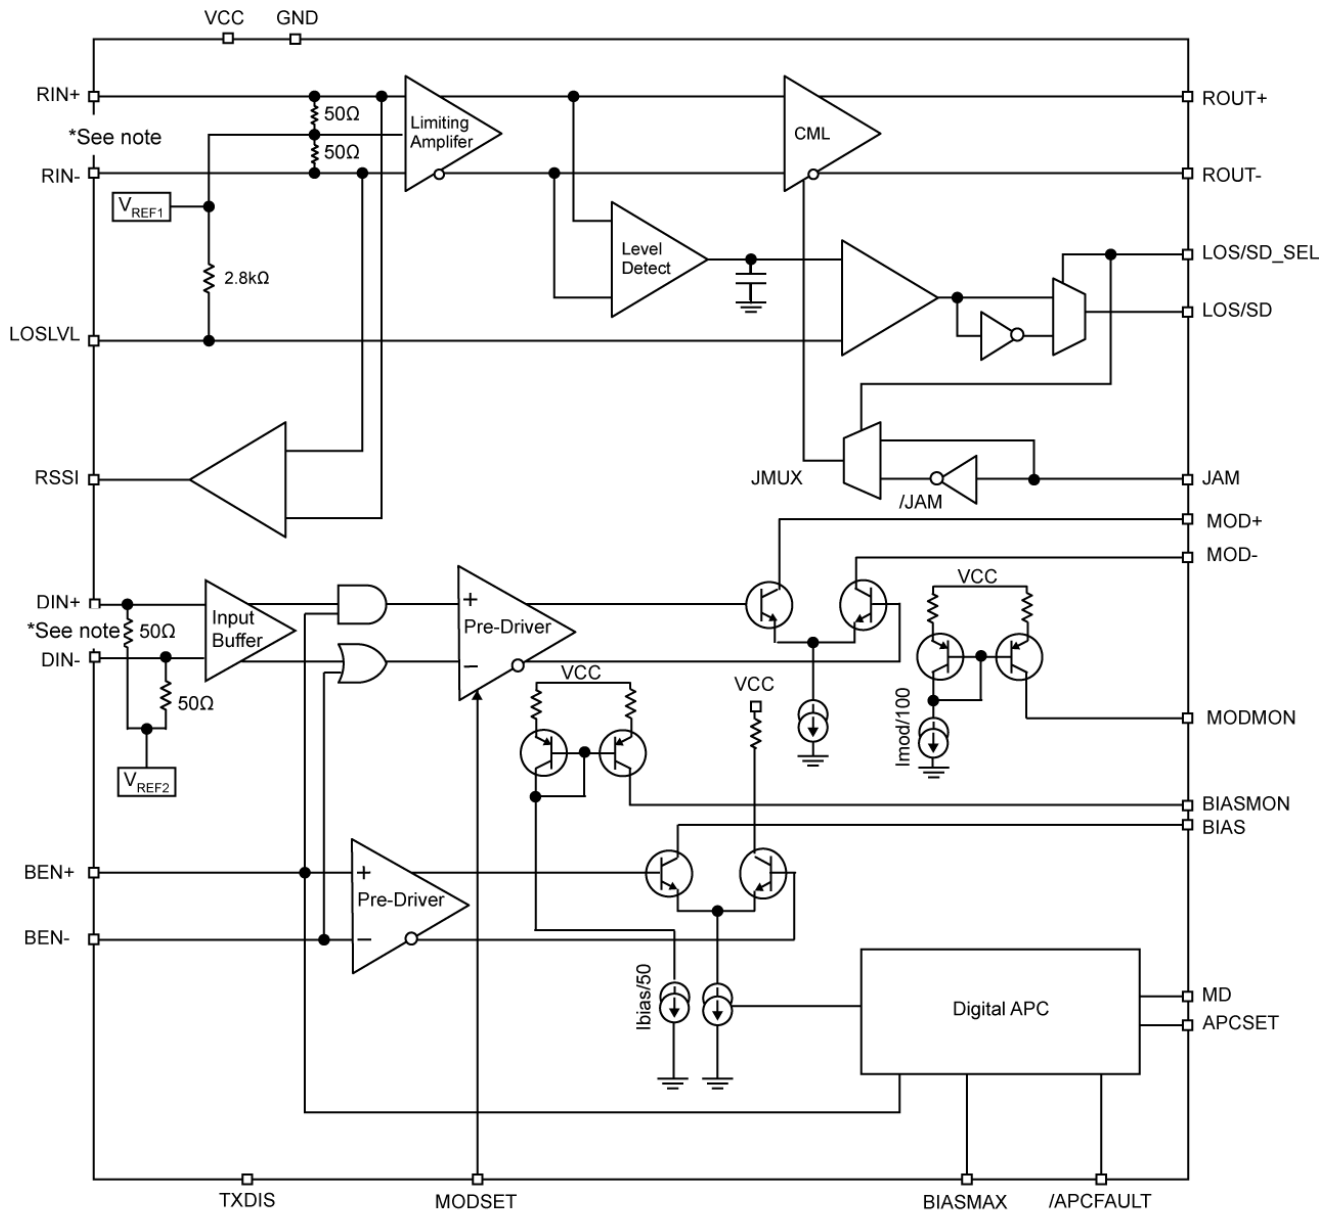 VCC GND
RIN+
*See note
RIN-
50Ω
50Ω
Limiting
Amplifer
CML
ROUT+
ROUT-
VREF1
2.8kΩ
Level
Detect
LOS/SD_SEL
LOS/SD
LOSLVL
RSSI
JMUX
/JAM
JAM
MOD+
MOD-
DIN+
*See note
DIN-
50Ω
50Ω
Input
Buffer
+
Pre-Driver
−
VCC
VCC
VCC
Imod/100
MODMON
VREF2
BIASMON
BIAS
BEN+
BEN-
+
Pre-Driver
−
Ibias/50
Digital APC
MD
APCSET
TXDIS
MODSET
BIASMAX
/APCFAULT